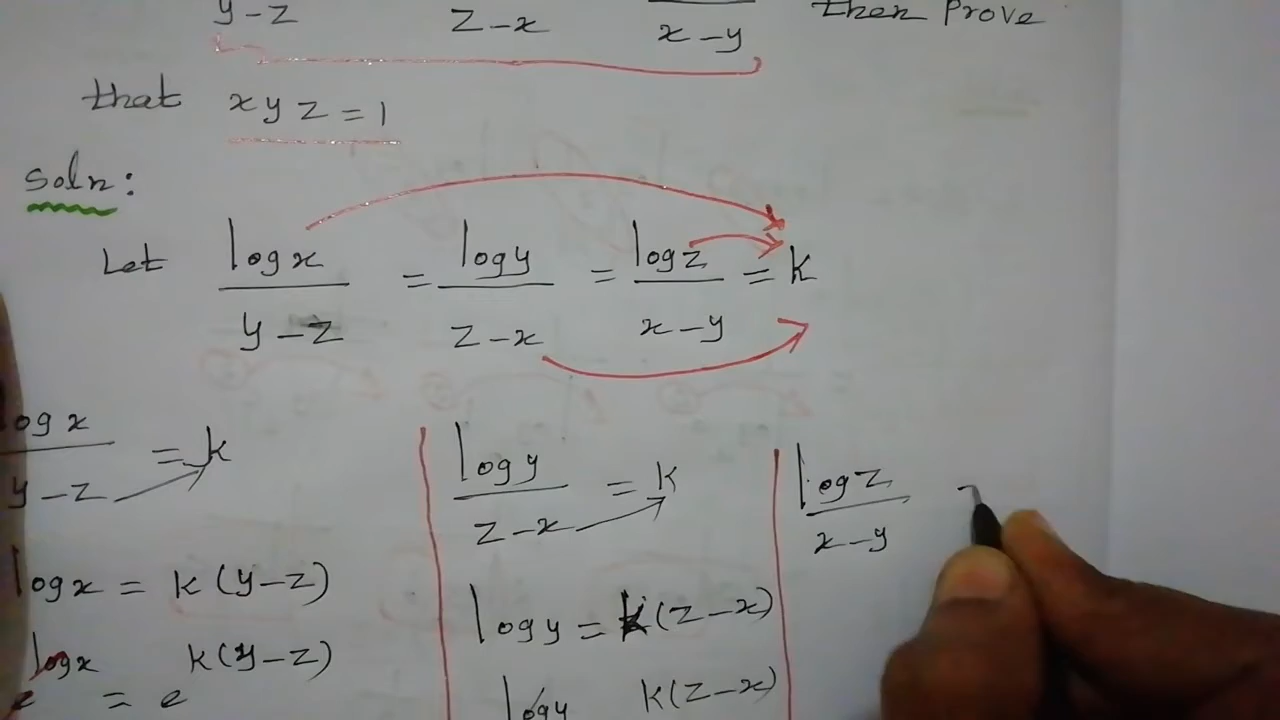 y-z z-x x-y then Prove
that xyz=1
Soln:
Let log x / y-z = log y / z-x = log z / x-y = k
log x / y-z = k
log x = k(y-z)
e^log x = e^k(y-z)
log y / z-x = k
log y = k(z-x)
log y k(z-x)
log z / x-y